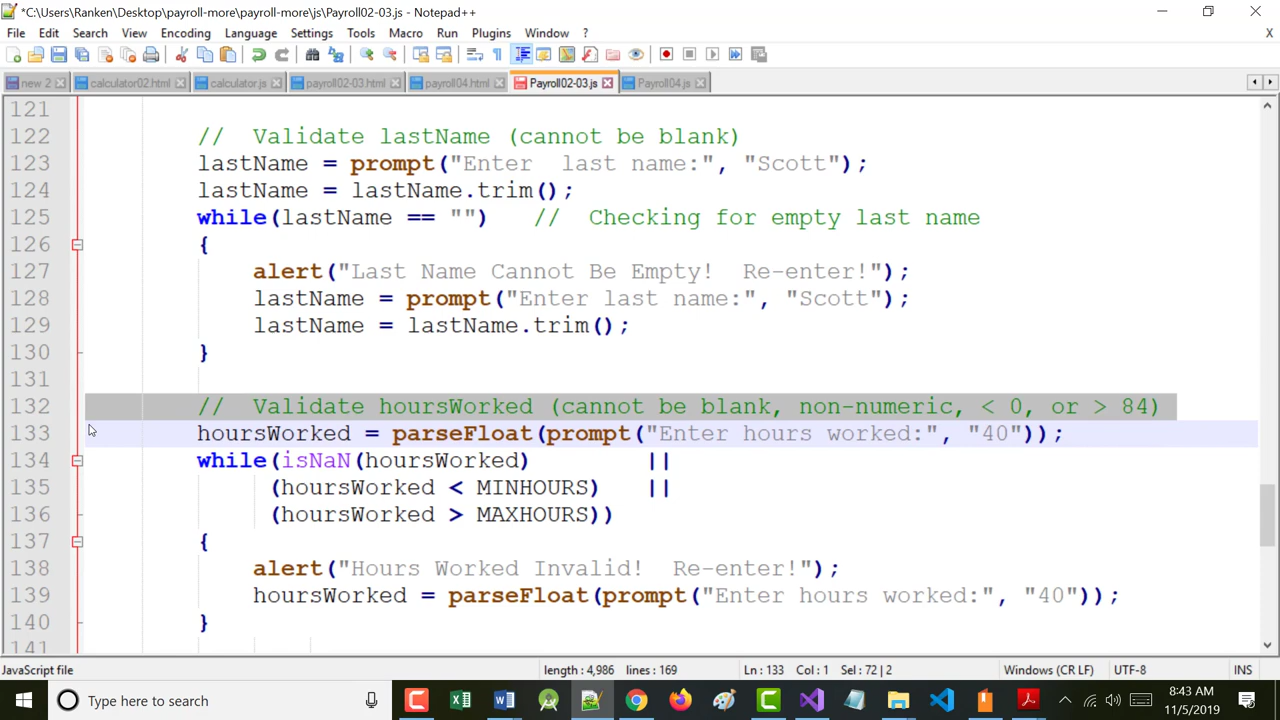 *C:\Users\Ranken\Desktop\payroll-more\payroll-more\js\Payroll02-03.js - Notepad++
File Edit Search View Encoding Language Settings Tools Macro Run Plugins Window ? X
new 2 calculator02.html calculator.js payroll02-03.html payroll04.html Payroll02-03.js Payroll04.js
121
122 // Validate lastName (cannot be blank)
123 lastName = prompt("Enter  last name:", "Scott");
124 lastName = lastName.trim();
125 while(lastName == "") // Checking for empty last name
126 {
127 alert("Last Name Cannot Be Empty!  Re-enter!");
128 lastName = prompt("Enter last name:", "Scott");
129 lastName = lastName.trim();
130 }
131
132 // Validate hoursWorked (cannot be blank, non-numeric, < 0, or > 84)
133 hoursWorked = parseFloat(prompt("Enter hours worked:", "40"));
134 while(isNaN(hoursWorked) ||
135 (hoursWorked < MINHOURS) ||
136 (hoursWorked > MAXHOURS))
137 {
138 alert("Hours Worked Invalid!  Re-enter!");
139 hoursWorked = parseFloat(prompt("Enter hours worked:", "40"));
140 }
141
JavaScript file length : 4,986 lines : 169 Ln : 133 Col : 1 Sel : 72 | 2 Windows (CR LF) UTF-8 INS
Type here to search 8:43 AM
11/5/2019